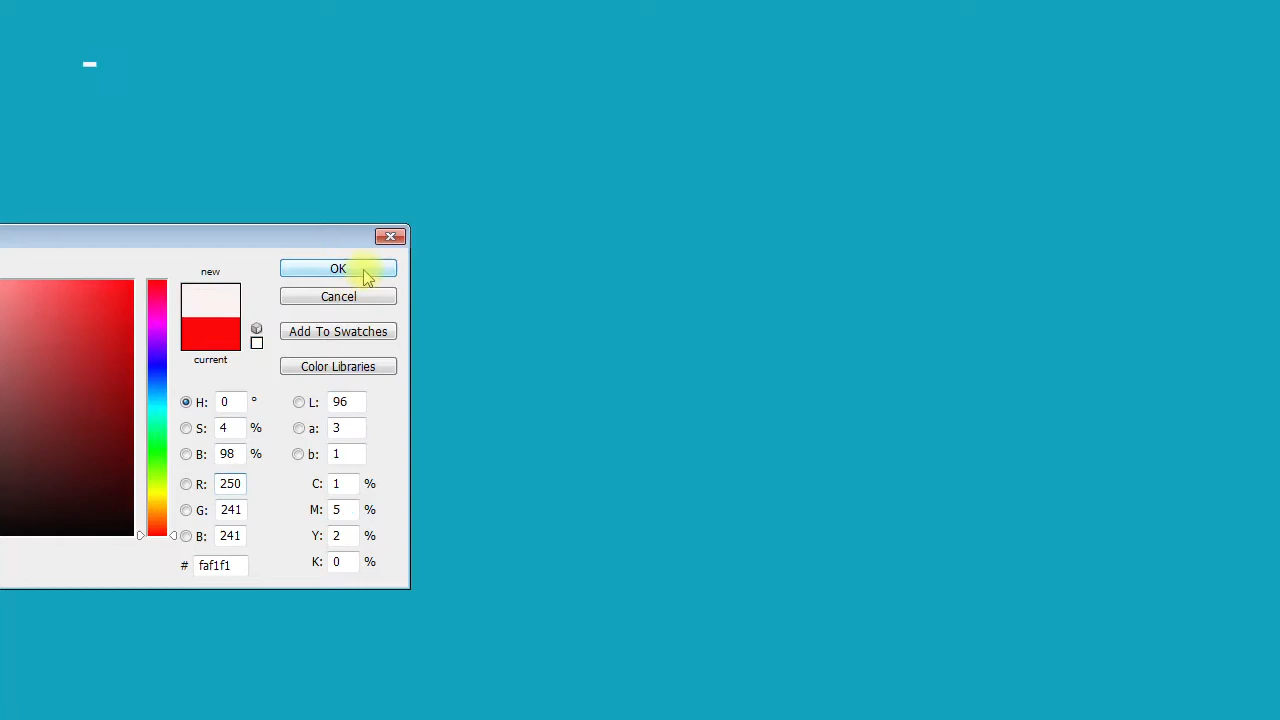 -
new
OK
Cancel
Add To Swatches
current
Color Libraries
H: 0 °
L: 96
S: 4 %
a: 3
B: 98 %
b: 1
R: 250
C: 1 %
G: 241
M: 5 %
B: 241
Y: 2 %
# faf1f1
K: 0 %